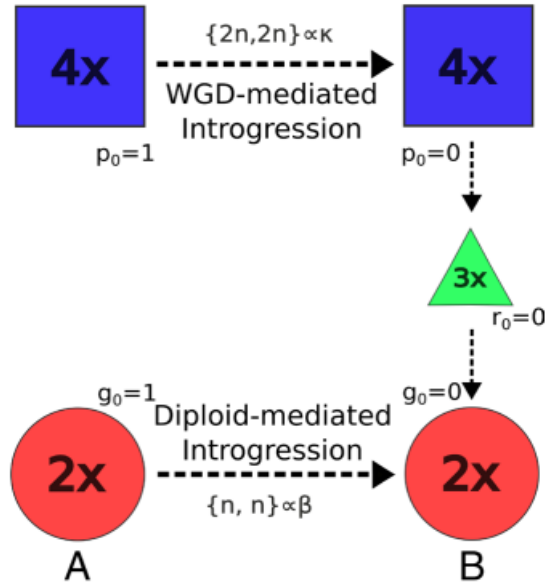 {2n,2n}∝κ
4x
4x
WGD-mediated
Introgression
p₀=1
p₀=0
3x
r₀=0
g₀=1
g₀=0
Diploid-mediated
Introgression
2x
2x
{n, n}∝β
A
B